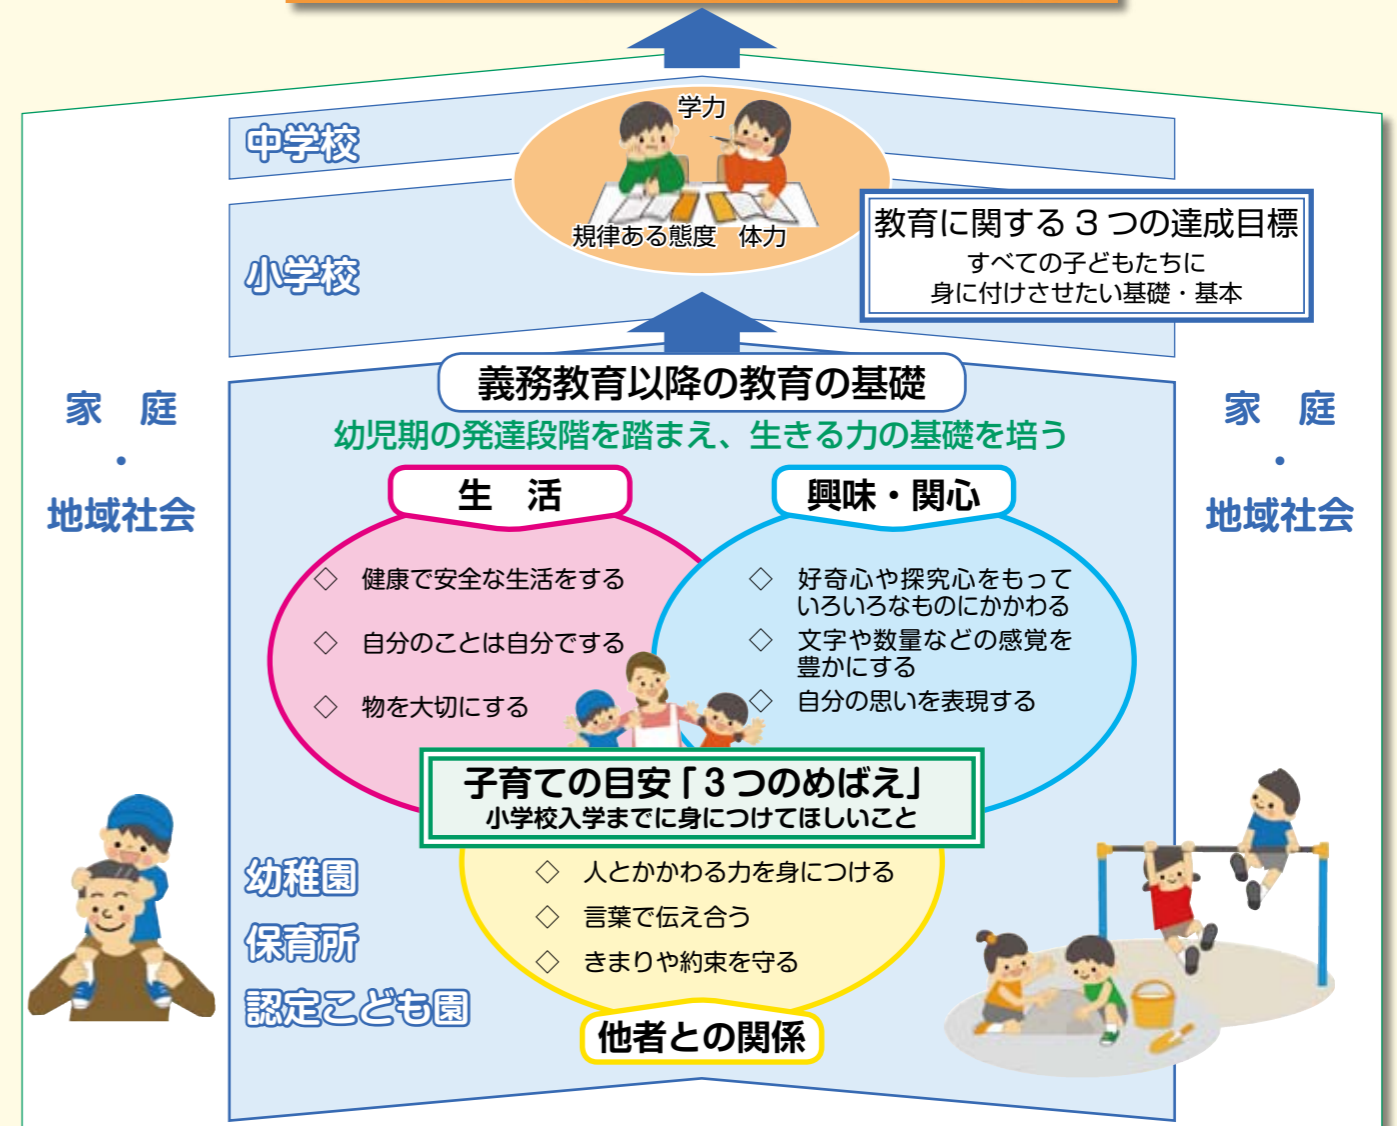 学力
規律ある態度　体力
中学校
小学校
教育に関する3つの達成目標
すべての子どもたちに
身に付けさせたい基礎・基本
義務教育以降の教育の基礎
幼児期の発達段階を踏まえ、生きる力の基礎を培う
家　庭
・
地域社会
家　庭
・
地域社会
生　活
◇　健康で安全な生活をする
◇　自分のことは自分でする
◇　物を大切にする
興味・関心
◇　好奇心や探究心をもって
いろいろなものにかかわる
◇　文字や数量などの感覚を
豊かにする
◇　自分の思いを表現する
子育ての目安「3つのめばえ」
小学校入学までに身につけてほしいこと
◇　人とかかわる力を身につける
◇　言葉で伝え合う
◇　きまりや約束を守る
他者との関係
幼稚園
保育所
認定こども園